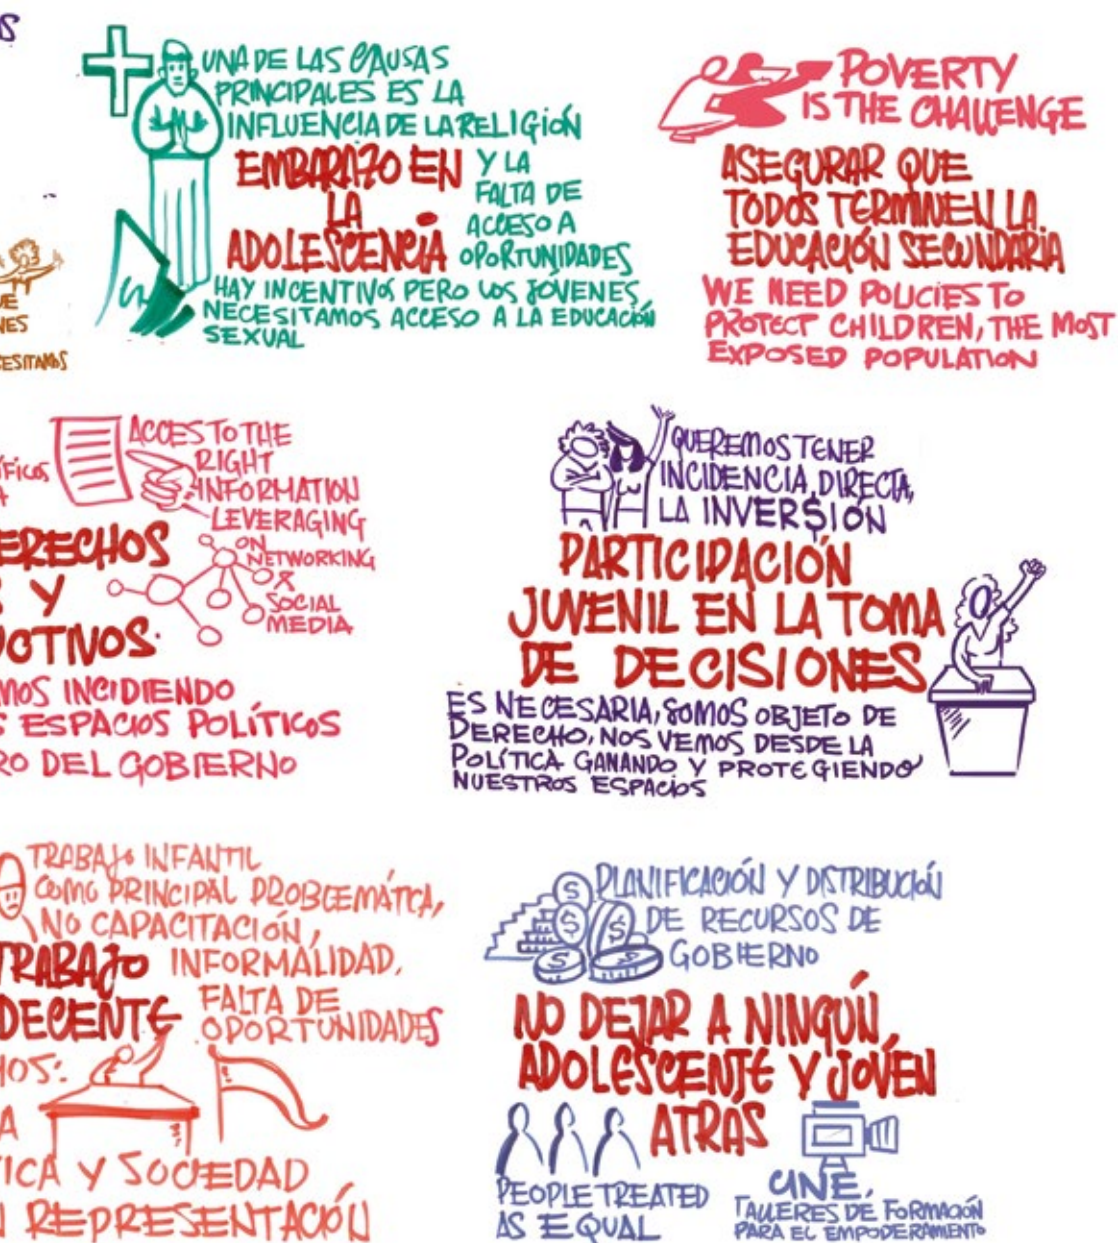 UNA DE LAS CAUSAS
PRINCIPALES ES LA
INFLUENCIA DE LA RELIGIÓN
EMBARAZO EN
LA
ADOLESCENCIA
Y LA
FALTA DE
ACCESO A
OPORTUNIDADES
HAY INCENTIVOS PERO LOS JÓVENES,
NECESITAMOS ACCESO A LA EDUCACIÓN
SEXUAL
POVERTY
IS THE CHALLENGE
ASEGURAR QUE
TODOS TERMINEN LA
EDUCACIÓN SECUNDARIA
WE NEED POLICIES TO
PROTECT CHILDREN, THE MOST
EXPOSED POPULATION
ACCES TO THE
RIGHT
INFORMATION
LEVERAGING
ON
NETWORKING
&
SOCIAL
MEDIA
ERECHOS
Y
UCTIVOS.
MOS INCIDIENDO
S ESPACIOS POLÍTICOS
RO DEL GOBIERNO
QUEREMOS TENER
INCIDENCIA, DIRECTA,
LA INVER$IÓN
PARTICIPACIÓN
JUVENIL EN LA TOMA
DE DECISIONES
ES NECESARIA, SOMOS OBJETO DE
DERECHO, NOS VEMOS DESDE LA
POLÍTICA GANANDO Y PROTEGIENDO
NUESTROS ESPACIOS
TRABAJO INFANTIL
COMO PRINCIPAL PROBLEMÁTICA,
NO CAPACITACIÓN,
TRABAJO
DECENTE
INFORMALIDAD,
FALTA DE
OPORTUNIDADES
HOS:
A
TICA Y SOCIEDAD
N REPRESENTACIÓN
PLANIFICACIÓN Y DISTRIBUCIÓN
DE RECURSOS DE
GOBIERNO
NO DEJAR A NINGÚN
ADOLESCENTE Y JOVEN
ATRÁS
PEOPLE TREATED
AS EQUAL
CINE,
TALLERES DE FORMACIÓN
PARA EL EMPODERAMIENTO